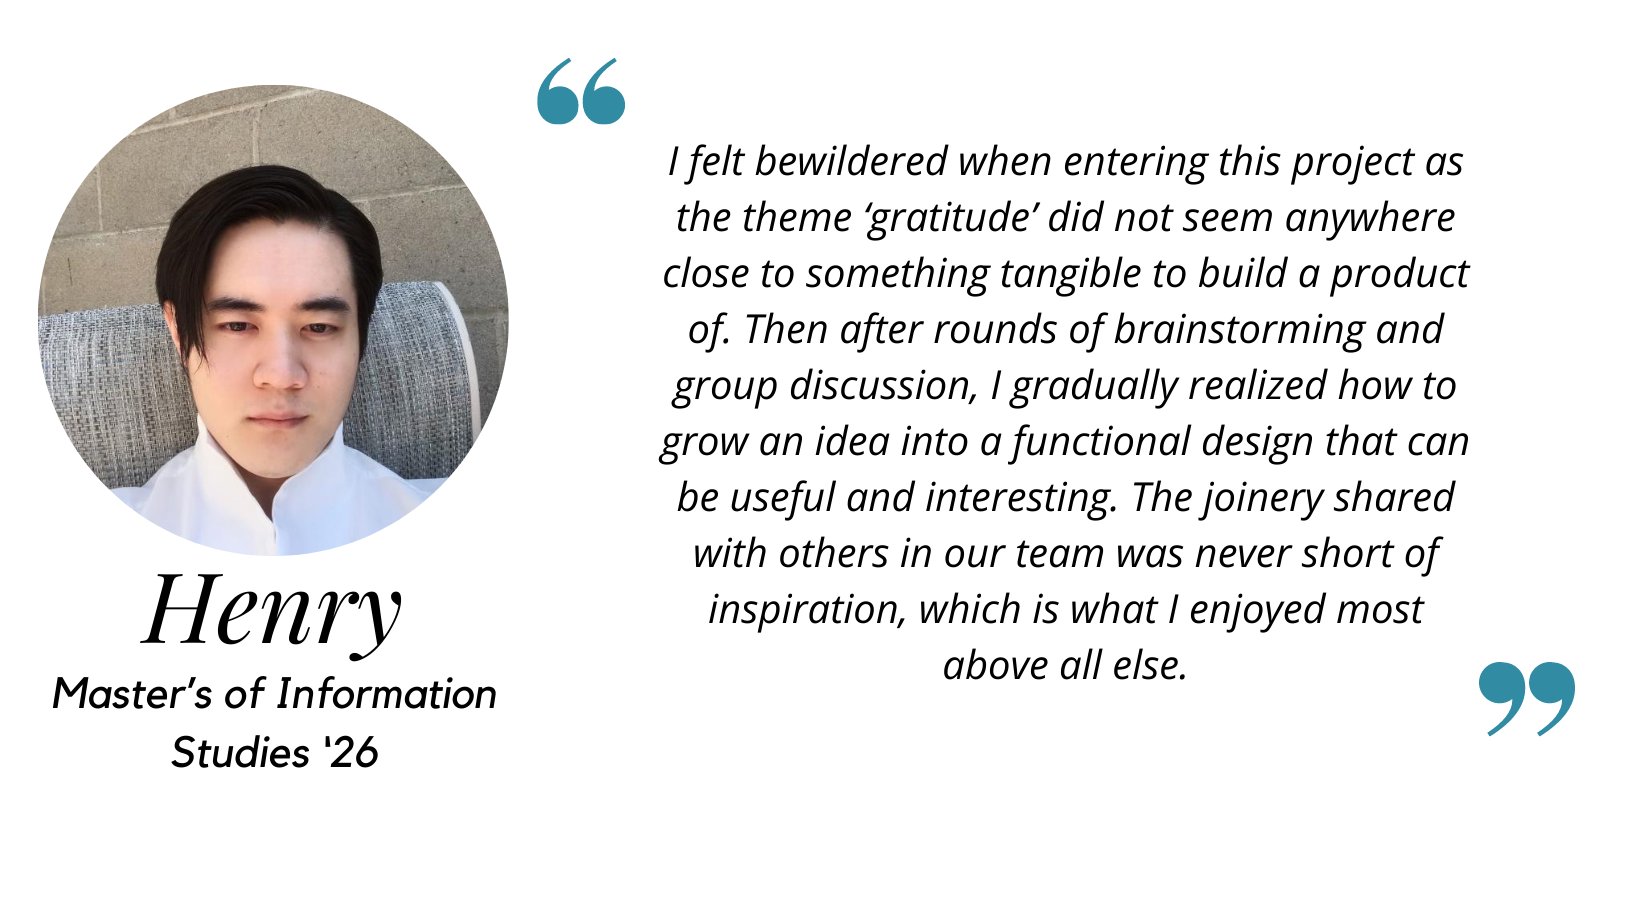 “
I felt bewildered when entering this project as
the theme ‘gratitude’ did not seem anywhere
close to something tangible to build a product
of. Then after rounds of brainstorming and
group discussion, I gradually realized how to
grow an idea into a functional design that can
be useful and interesting. The joinery shared
with others in our team was never short of
inspiration, which is what I enjoyed most
above all else.
”
Henry
Master’s of Information
Studies '26